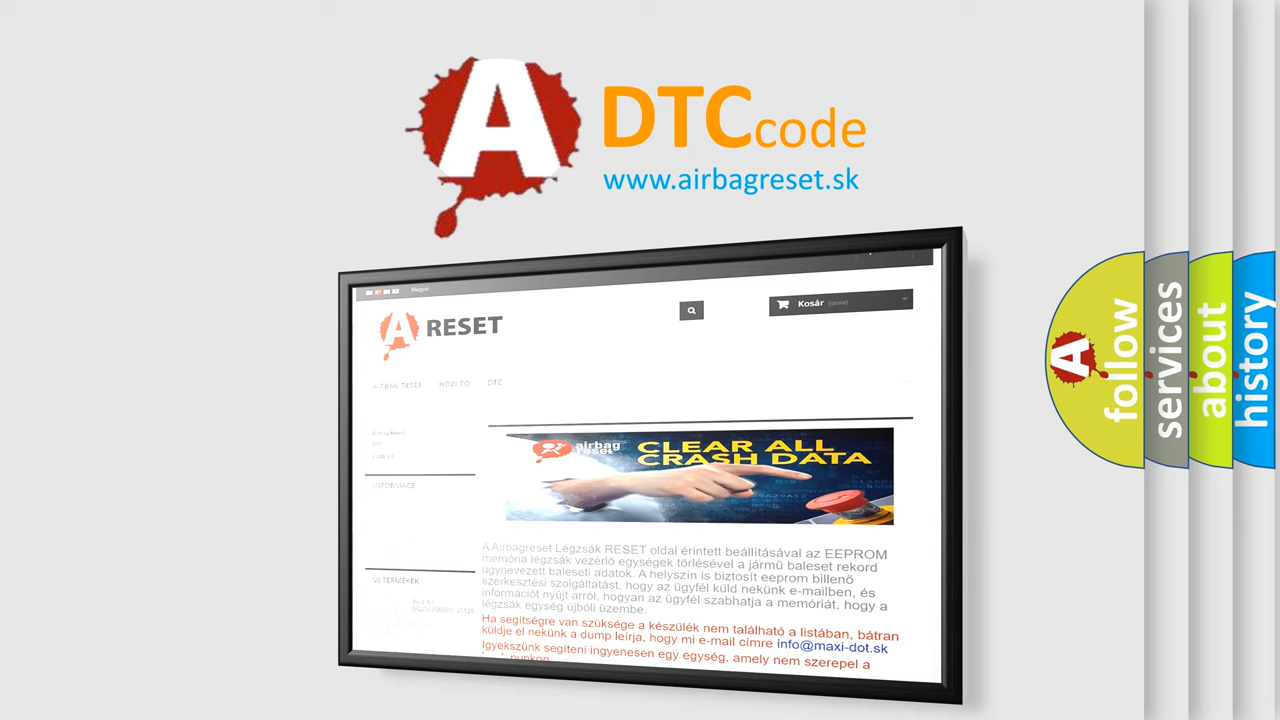 A
DTCcode
www.airbagreset.sk
Magyar
Kosár (üres)
A RESET
AIRBAG RESET HOW TO DTC
INFORMACE
ÚJ TERMÉKEK
airbag
reset
CLEAR ALL
CRASH DATA
A Airbagreset Légzsák RESET oldal érintett beállításával az EEPROM
memória légzsák vezérlő egységek törlésével a jármű baleset rekord
úgynevezett baleseti adatok. A helyszín is biztosít eeprom billenő
szerkesztési szolgáltatást, hogy az ügyfél küld nekünk e-mailben, és
információt nyújt arról, hogyan az ügyfél szabhatja a memóriát, hogy a
légzsák egység újbóli üzembe.
Ha segítségre van szüksége a készülék nem található a listában, bátran
küldje el nekünk a dump leírja, hogy mi e-mail címre info@maxi-dot.sk
Igyekszünk segíteni ingyenesen egy egység, amely nem szerepel a
A
follow
services
about
history